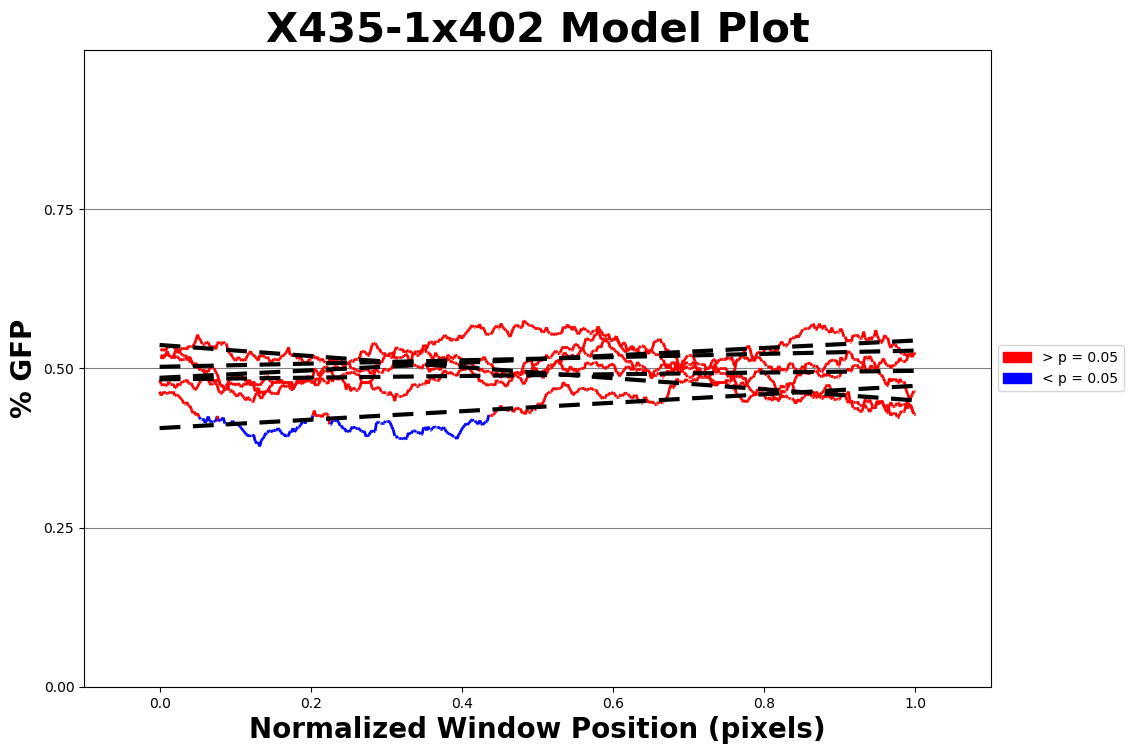 X435-1x402 Model Plot
% GFP
0.75
0.50
0.25
0.00
0.0 0.2 0.4 0.6 0.8 1.0
Normalized Window Position (pixels)
> p = 0.05
< p = 0.05